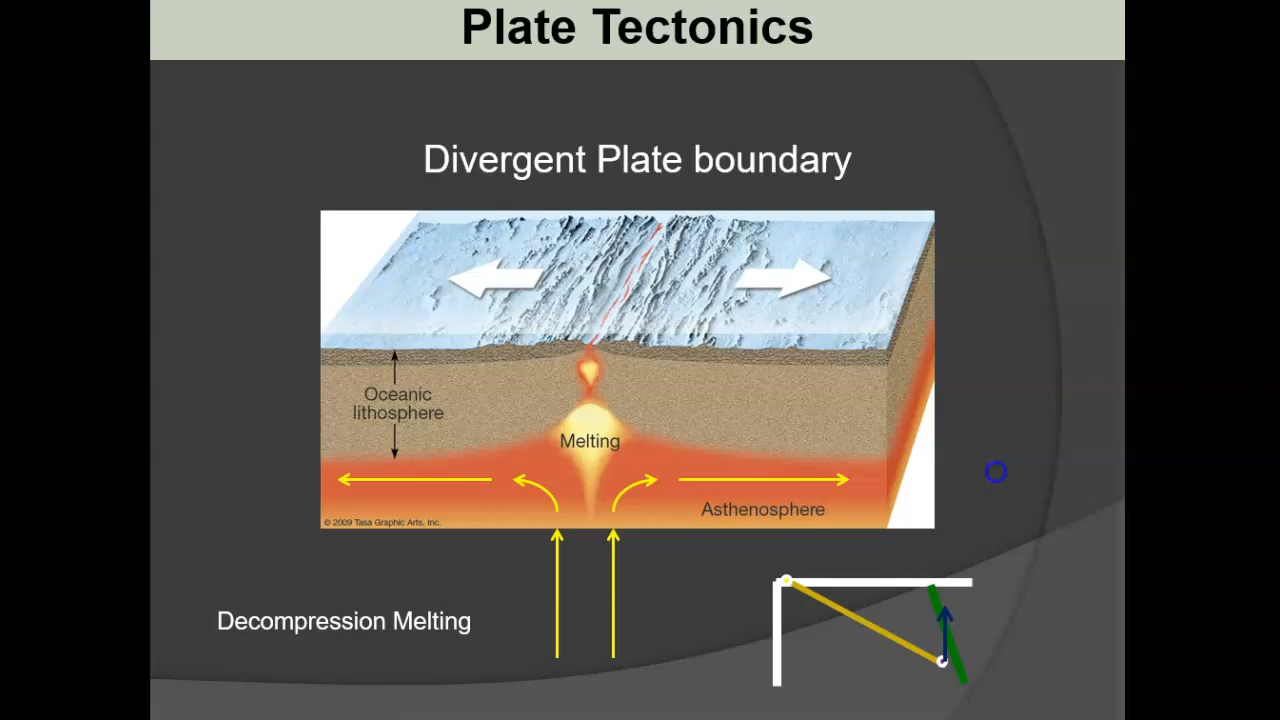 Plate Tectonics
Divergent Plate boundary
Oceanic
lithosphere
Melting
Asthenosphere
© 2009 Tasa Graphic Arts, Inc.
Decompression Melting